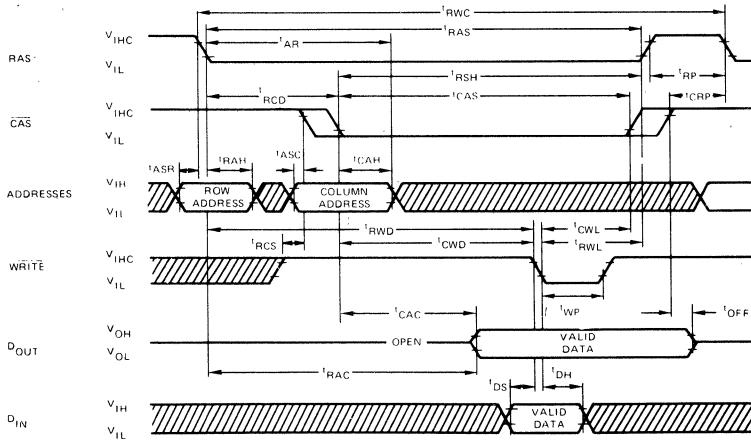 tRWC
tRAS
tAR
RAS
VIHC
VIL
tRSH
tRP
tRCD
tCAS
tCRP
CAS
VIHC
VIL
tASR
tRAH
tASC
tCAH
ADDRESSES
VIH
VIL
ROW
ADDRESS
COLUMN
ADDRESS
tRWD
tCWL
tRCS
tCWD
tRWL
WRITE
VIHC
VIL
tWP
tCAC
tOFF
DOUT
VOH
VOL
OPEN
VALID
DATA
tRAC
tDS
tDH
DIN
VIH
VIL
VALID
DATA